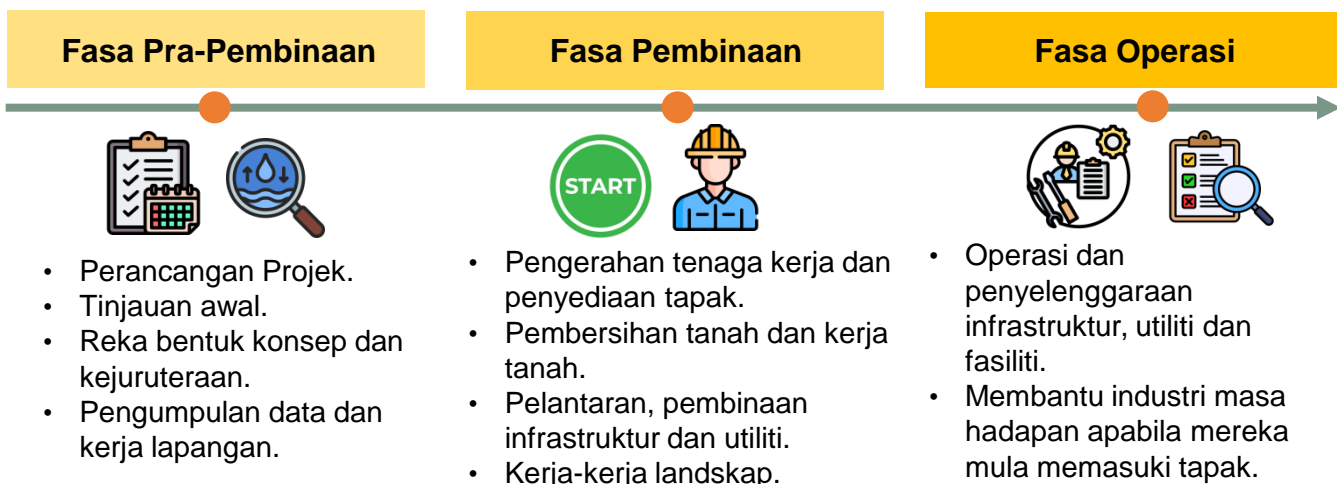 Fasa Pra-Pembinaan
• Perancangan Projek.
• Tinjauan awal.
• Reka bentuk konsep dan
kejuruteraan.
• Pengumpulan data dan
kerja lapangan.
Fasa Pembinaan
START
• Pengerahan tenaga kerja dan
penyediaan tapak.
• Pembersihan tanah dan kerja
tanah.
• Pelantaran, pembinaan
infrastruktur dan utiliti.
• Kerja-kerja landskap.
Fasa Operasi
• Operasi dan
penyelenggaraan
infrastruktur, utiliti dan
fasiliti.
• Membantu industri masa
hadapan apabila mereka
mula memasuki tapak.